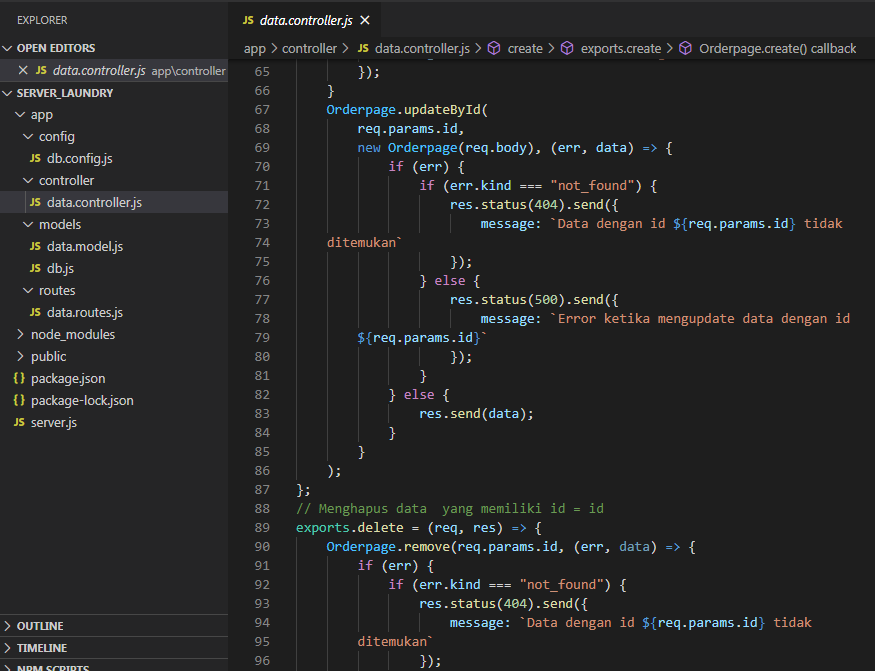 EXPLORER
OPEN EDITORS
JS data.controller.js app\controller
SERVER_LAUNDRY
app
config
JS db.config.js
controller
JS data.controller.js
models
JS data.model.js
JS db.js
routes
JS data.routes.js
node_modules
public
{} package.json
{} package-lock.json
JS server.js
OUTLINE
TIMELINE
NPM SCRIPTS
JS data.controller.js
app > controller > JS data.controller.js > create > exports.create > Orderpage.create() callback
65 });
66 }
67 Orderpage.updateById(
68 req.params.id,
69 new Orderpage(req.body), (err, data) => {
70 if (err) {
71 if (err.kind === "not_found") {
72 res.status(404).send({
73 message: `Data dengan id ${req.params.id} tidak
74 ditemukan`
75 });
76 } else {
77 res.status(500).send({
78 message: `Error ketika mengupdate data dengan id
79 ${req.params.id}`
80 });
81 }
82 } else {
83 res.send(data);
84 }
85 }
86 );
87 };
88 // Menghapus data  yang memiliki id = id
89 exports.delete = (req, res) => {
90 Orderpage.remove(req.params.id, (err, data) => {
91 if (err) {
92 if (err.kind === "not_found") {
93 res.status(404).send({
94 message: `Data dengan id ${req.params.id} tidak
95 ditemukan`
96 });